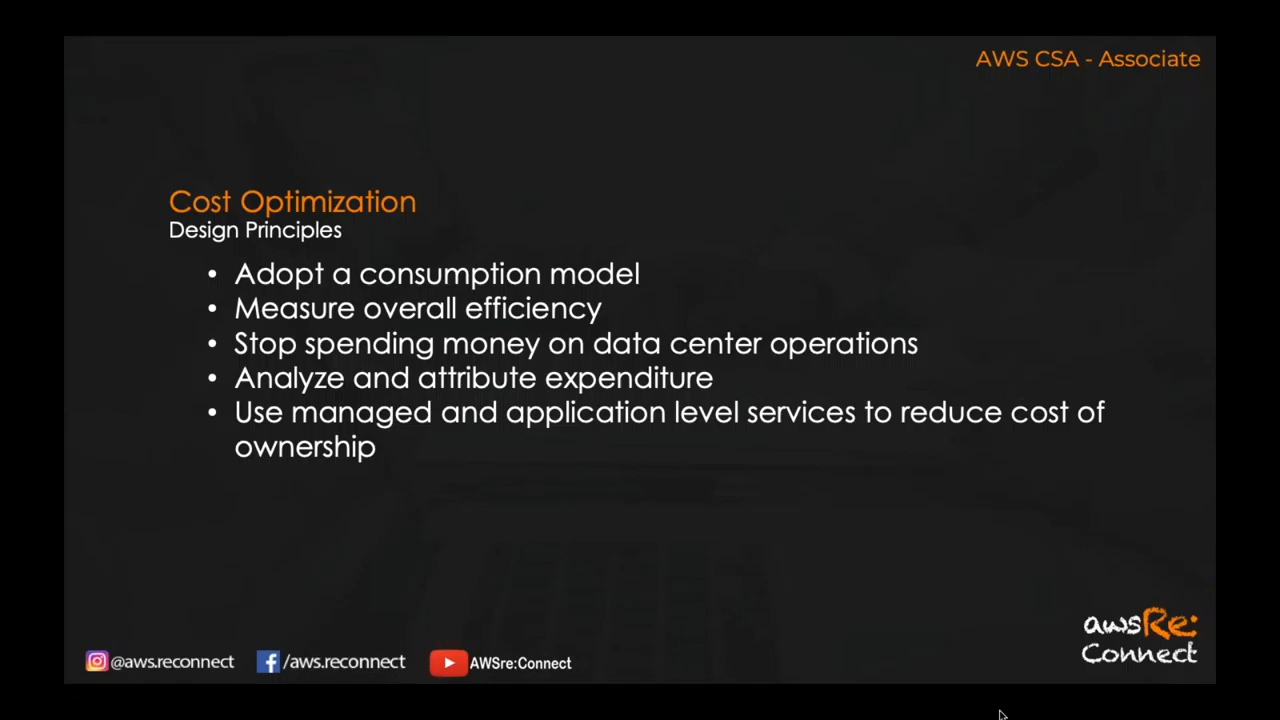 AWS CSA - Associate
Cost Optimization
Design Principles
• Adopt a consumption model
• Measure overall efficiency
• Stop spending money on data center operations
• Analyze and attribute expenditure
• Use managed and application level services to reduce cost of
ownership
awsRe:
Connect
@aws.reconnect /aws.reconnect AWSre:Connect